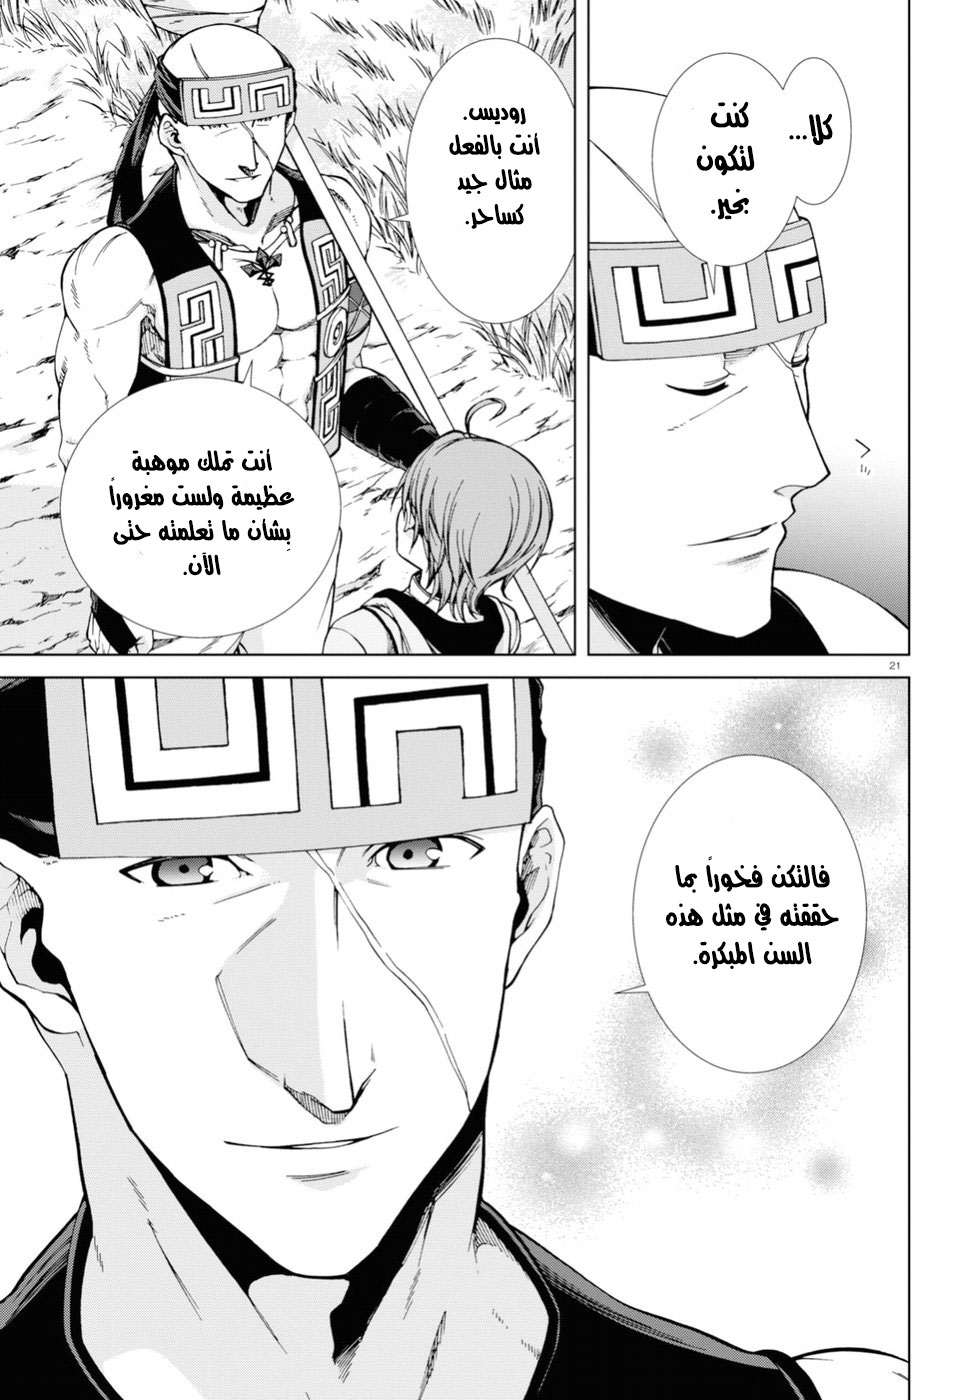 كلا...
كنت
لتكون
بخير.
روديس.
أنت بالفعل
مثال جيد
كساحر.
أنت تملك موهبة
عظيمة ولست مغروراً
بِشأن ما تعلمته حتى
الآن.
21
فالتكن فخوراً بما
حققته في مثل هذه
السن المبكرة.